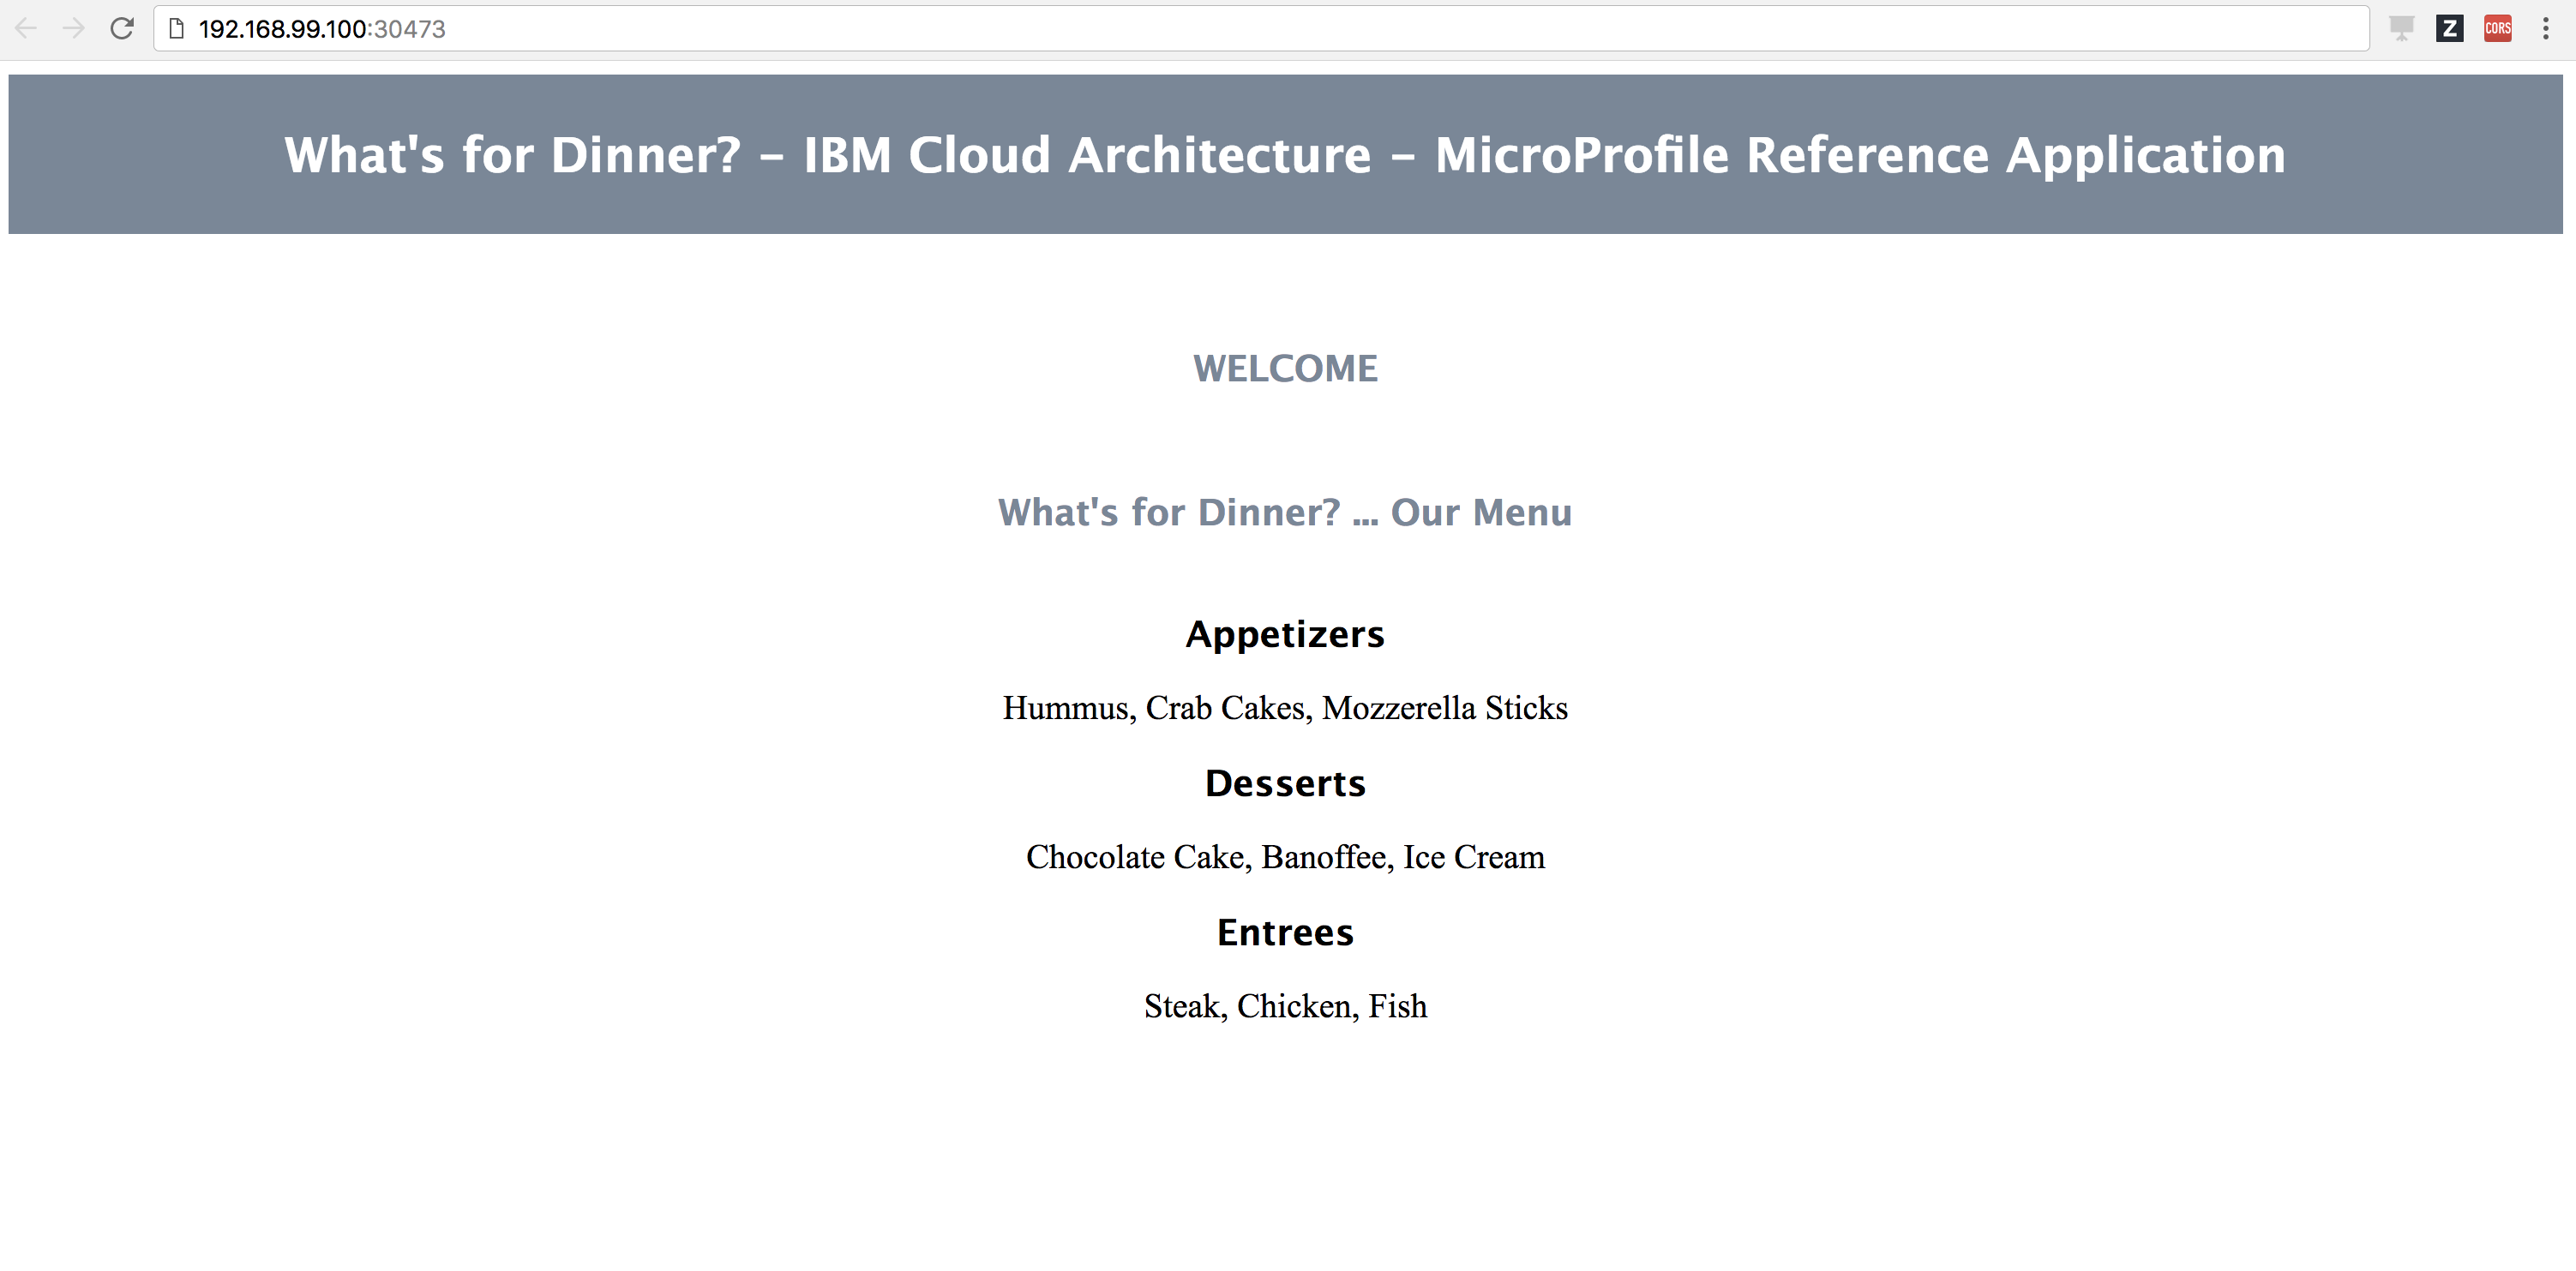 192.168.99.100:30473
Z
CORS
What's for Dinner? – IBM Cloud Architecture – MicroProfile Reference Application
WELCOME
What's for Dinner? ... Our Menu
Appetizers
Hummus, Crab Cakes, Mozzerella Sticks
Desserts
Chocolate Cake, Banoffee, Ice Cream
Entrees
Steak, Chicken, Fish